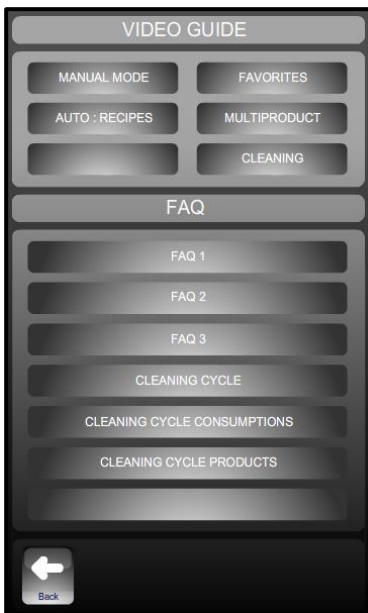 VIDEO GUIDE
MANUAL MODE FAVORITES
AUTO : RECIPES MULTIPRODUCT
CLEANING
FAQ
FAQ 1
FAQ 2
FAQ 3
CLEANING CYCLE
CLEANING CYCLE CONSUMPTIONS
CLEANING CYCLE PRODUCTS
Back